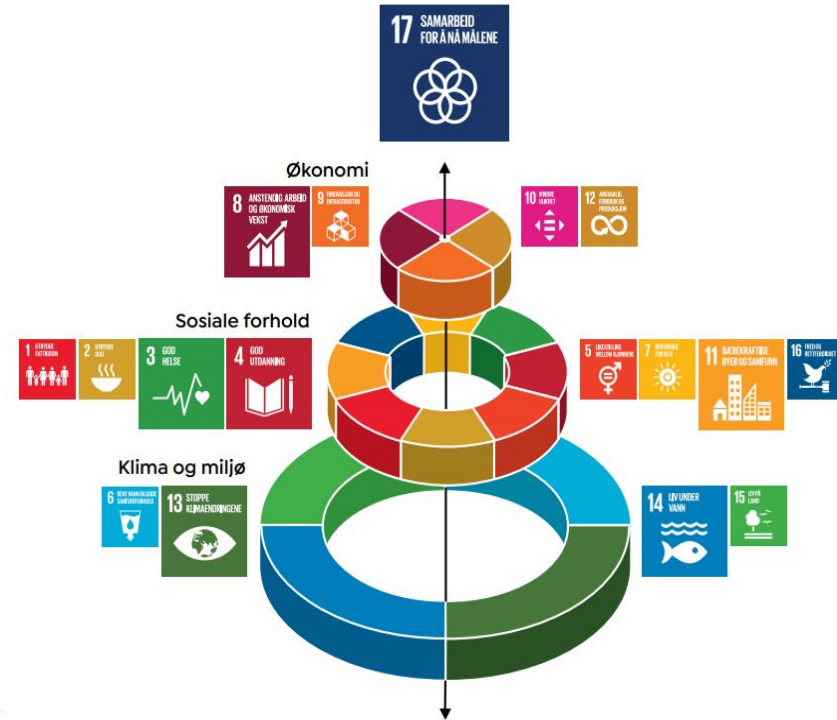 17 SAMARBEID
FOR Å NÅ MÅLENE
Økonomi
8 ANSTENDIG ARBEID
OG ØKONOMISK
VEKST
9 INNOVASJON OG
INFRASTRUKTUR
10 MINDRE
ULIKHET
12 ANSVARLIG
FORBRUK OG
PRODUKSJON
Sosiale forhold
1 UTRYDDE
FATTIGDOM
2 UTRYDDE
SULT
3 GOD
HELSE
4 GOD
UTDANNING
5 LIKESTILLING
MELLOM KJØNNENE
7 RENENERGI
FOR ALLE
11 BÆREKRAFTIGE
BYER OG SAMFUNN
16 FRED OG
RETTFERDIGHET
Klima og miljø
6 RENT VANN OG GODE
SANITÆRFORHOLD
13 STOPPE
KLIMAENDRINGENE
14 LIV UNDER
VANN
15 LIV PÅ
LAND